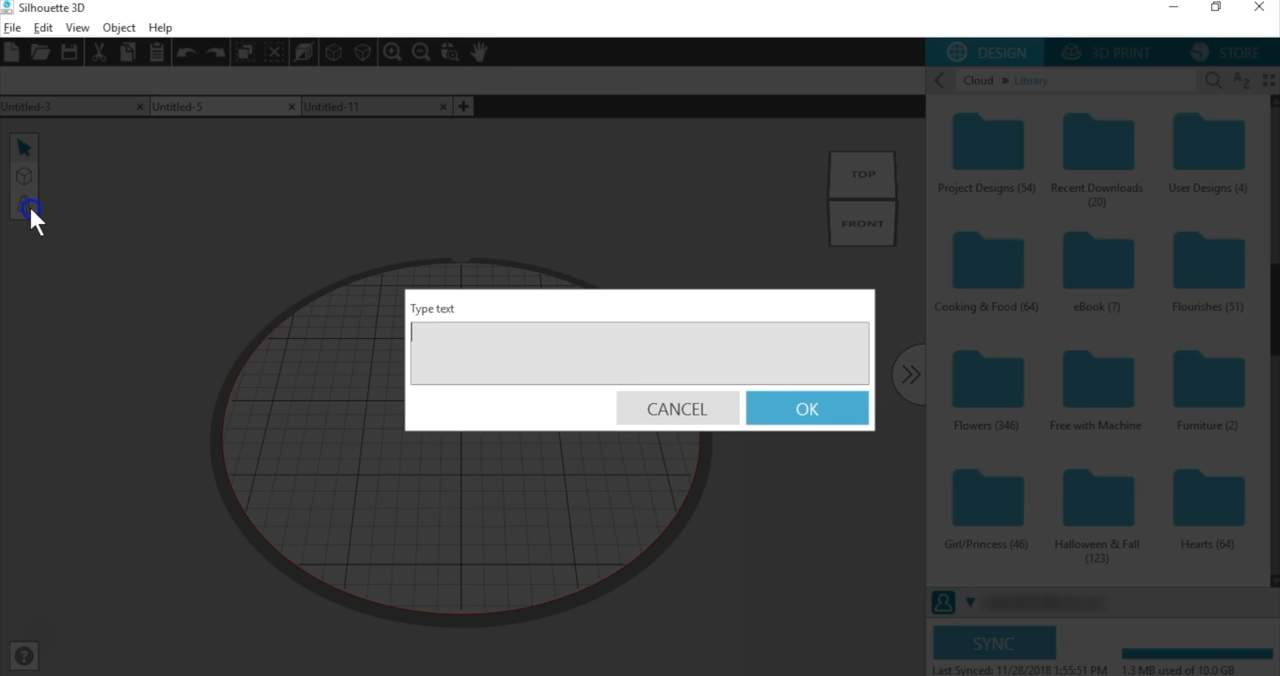 Silhouette 3D
File Edit View Object Help
DESIGN 3D PRINT STORE
Cloud » Library
Untitled-3 × Untitled-5 × Untitled-11 ×
TOP
FRONT
Project Designs (54) Recent Downloads (20) User Designs (4)
Cooking & Food (64) eBook (7) Flourishes (51)
Type text
CANCEL OK
Flowers (346) Free with Machine Furniture (2)
Girl/Princess (46) Halloween & Fall (123) Hearts (64)
SYNC
Last Synced: 11/28/2018 1:55:51 PM 1.3 MB used of 10.0 GB